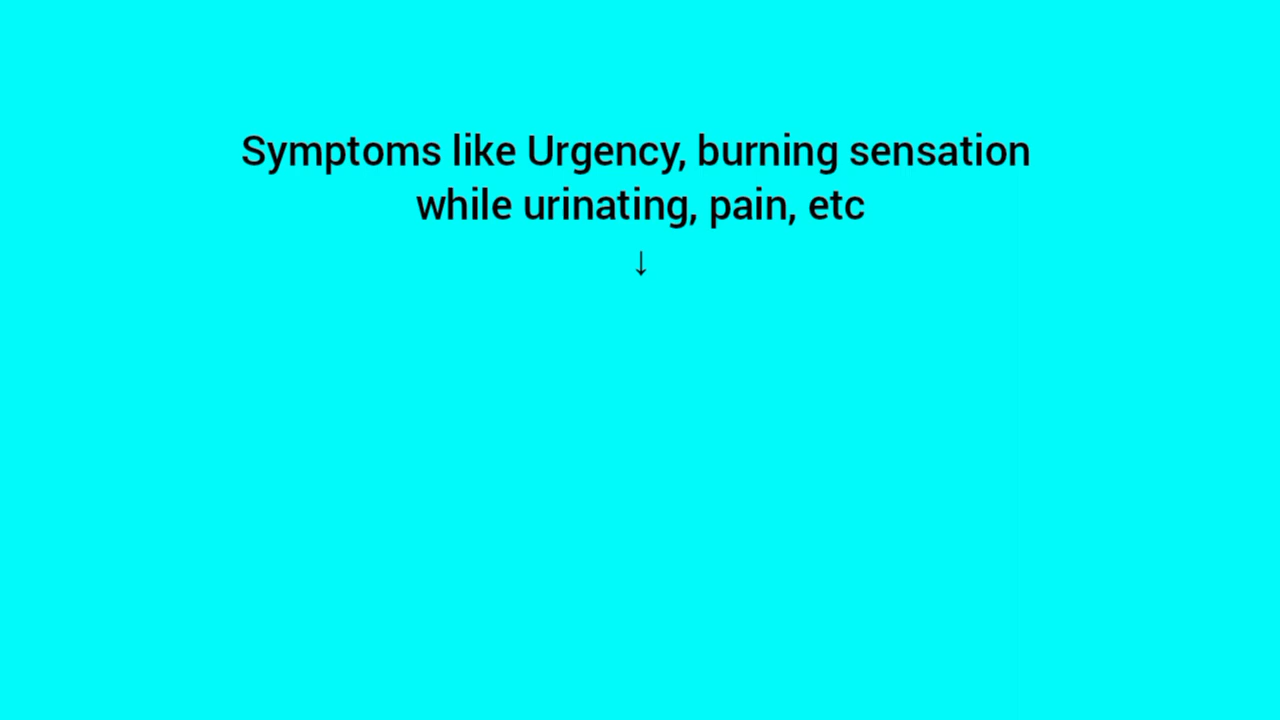 Symptoms like Urgency, burning sensation
while urinating, pain, etc
↓